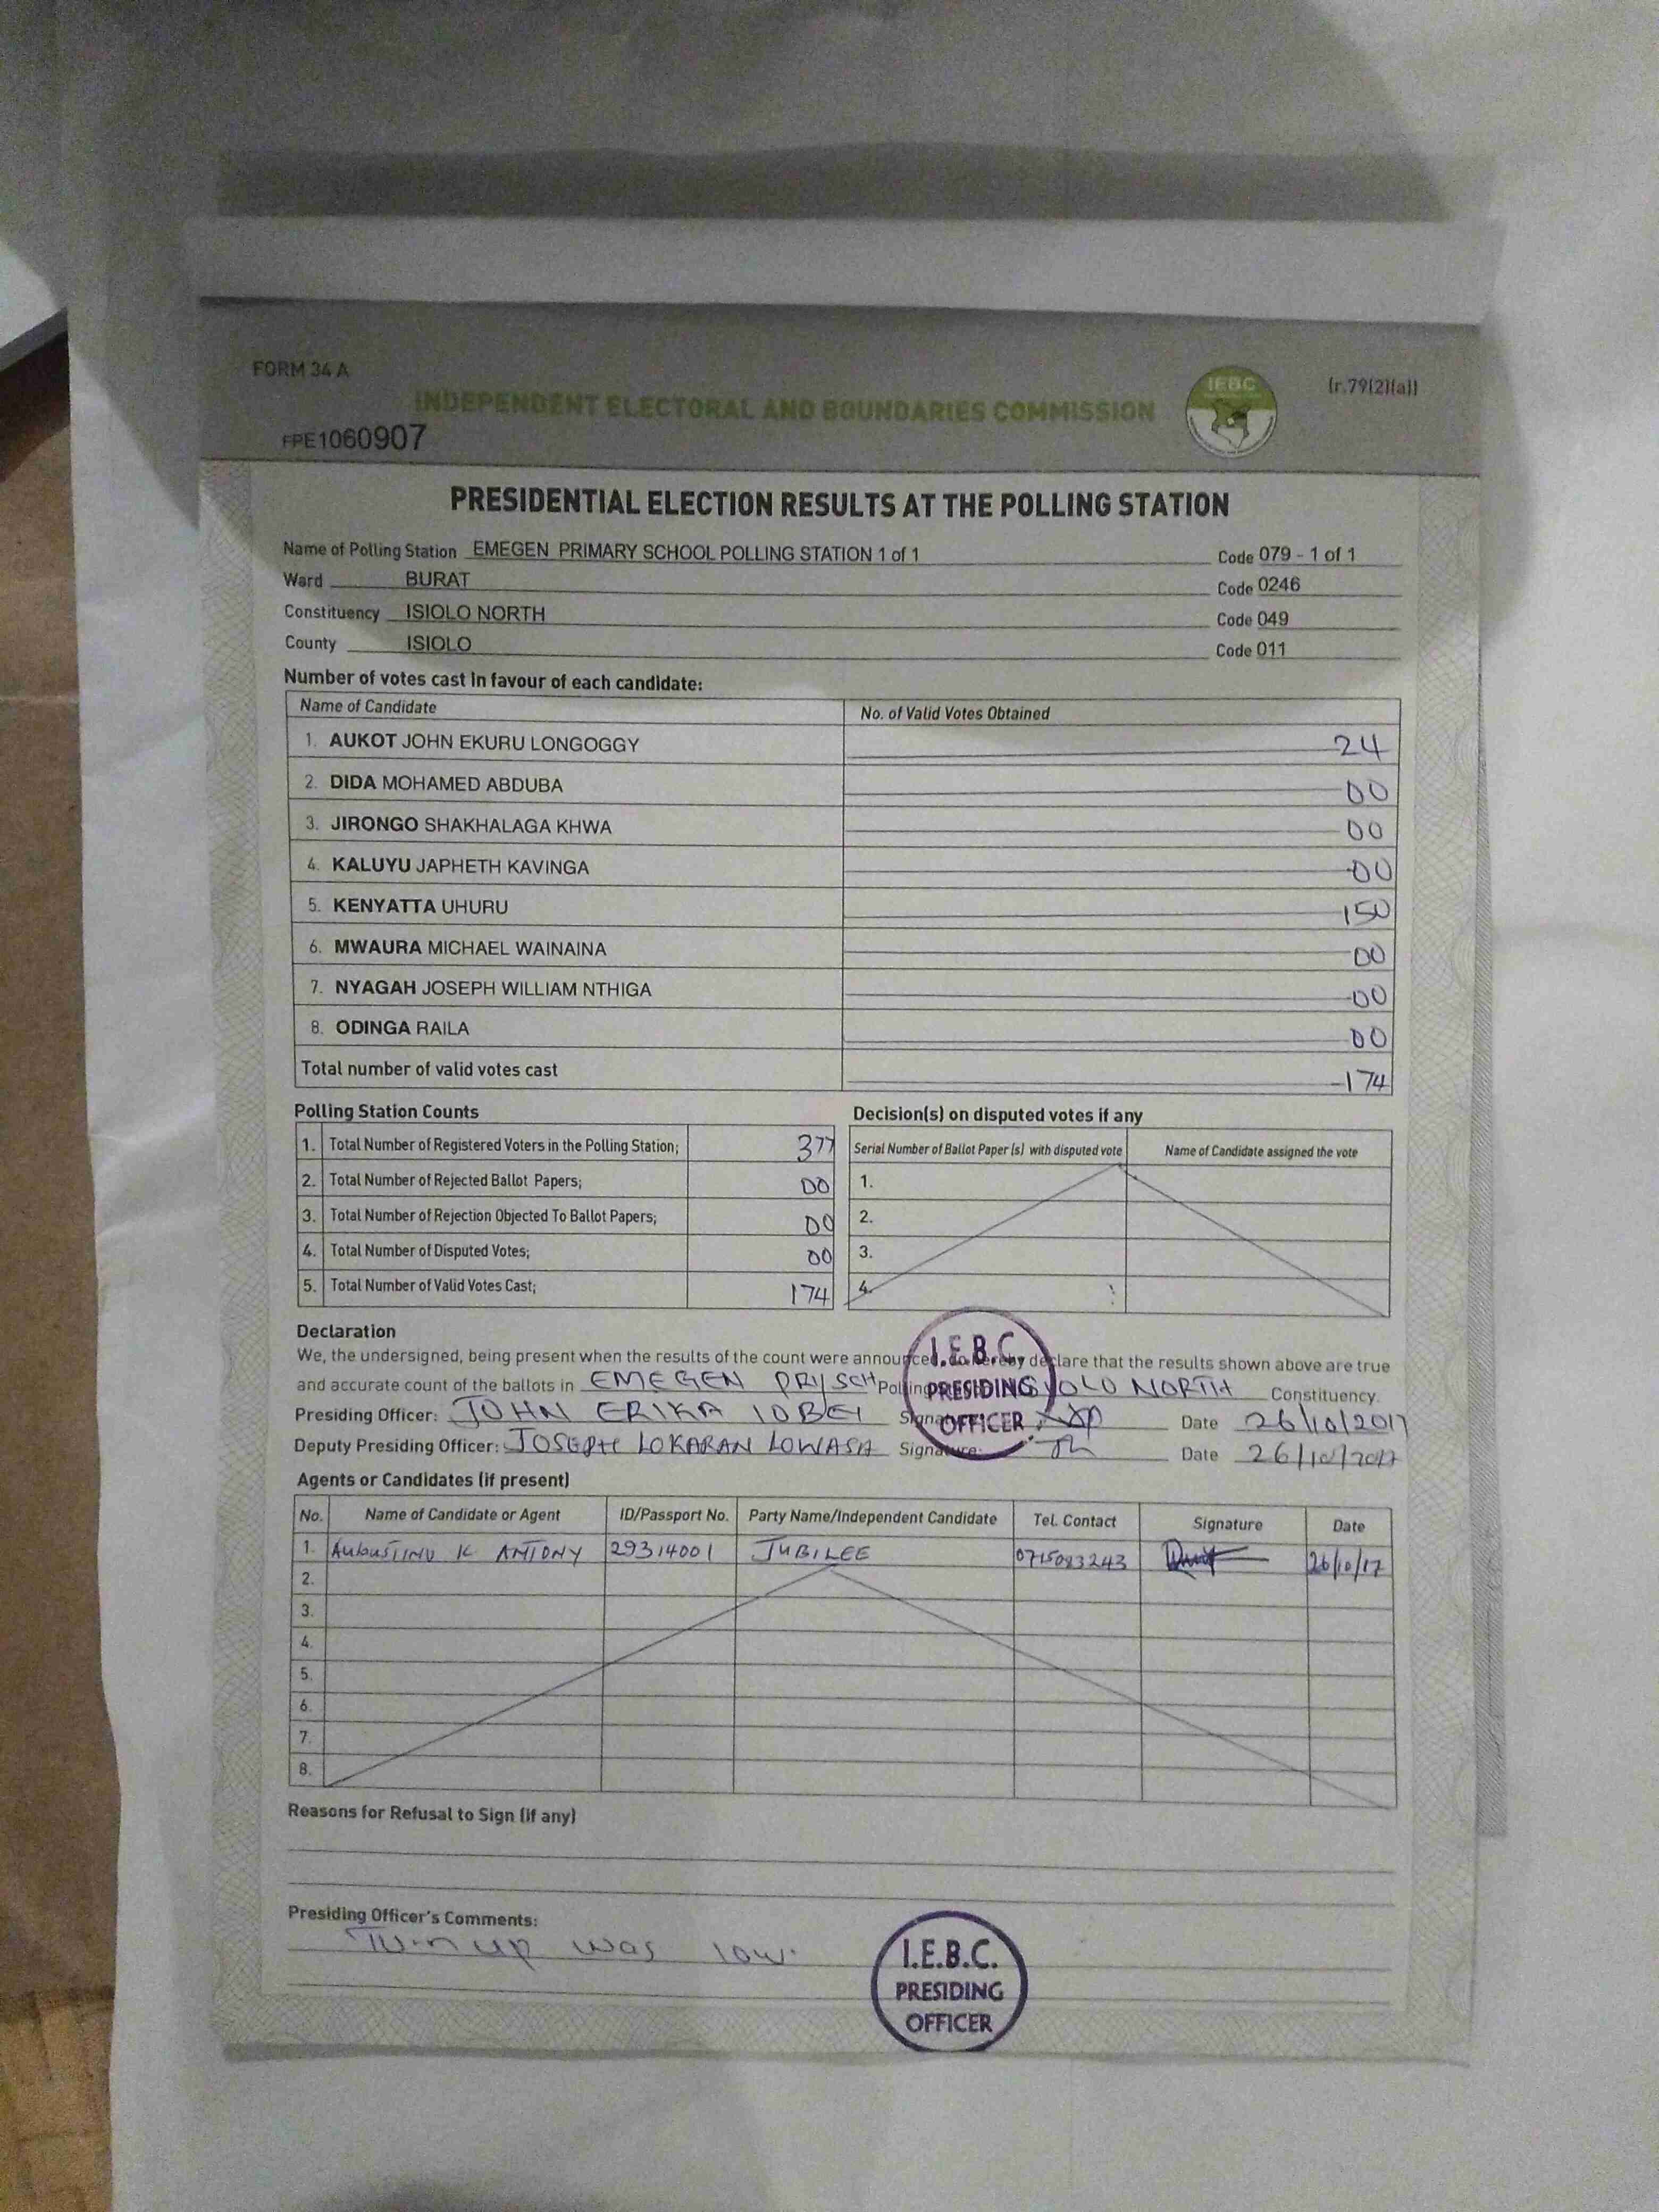 FORM 34 A
(r.79(2)(a))
INDEPENDENT ELECTORAL AND BOUNDARIES COMMISSION
IEBC
FPE1060907
PRESIDENTIAL ELECTION RESULTS AT THE POLLING STATION
Name of Polling Station EMEGEN PRIMARY SCHOOL POLLING STATION 1 of 1 Code 079 - 1 of 1
Ward BURAT Code 0246
Constituency ISIOLO NORTH Code 049
County ISIOLO Code 011
Number of votes cast in favour of each candidate:
Name of Candidate No. of Valid Votes Obtained
1. AUKOT JOHN EKURU LONGOGGY 24
2. DIDA MOHAMED ABDUBA 00
3. JIRONGO SHAKHALAGA KHWA 00
4. KALUYU JAPHETH KAVINGA 00
5. KENYATTA UHURU 150
6. MWAURA MICHAEL WAINAINA 00
7. NYAGAH JOSEPH WILLIAM NTHIGA 00
8. ODINGA RAILA 00
Total number of valid votes cast 174
Polling Station Counts
1. Total Number of Registered Voters in the Polling Station; 377
2. Total Number of Rejected Ballot Papers; 00
3. Total Number of Rejection Objected To Ballot Papers; 00
4. Total Number of Disputed Votes; 00
5. Total Number of Valid Votes Cast; 174
Decision(s) on disputed votes if any
Serial Number of Ballot Paper (s) with disputed vote Name of Candidate assigned the vote
1.
2.
3.
4.
Declaration
We, the undersigned, being present when the results of the count were announced, do hereby declare that the results shown above are true
and accurate count of the ballots in EMEGEN PRI SCH Polling NORTH Constituency.
Presiding Officer: JOHN ERIKA Signature: Date 26/10/2017
Deputy Presiding Officer: JOSEPH LOKARAN LOWASA Signature: Date 26/10/2017
I.E.B.C.
PRESIDING
OFFICER
Agents or Candidates (if present)
No. Name of Candidate or Agent ID/Passport No. Party Name/Independent Candidate Tel. Contact Signature Date
1. ANTONY 29314001 JUBILEE 0715083243 26/10/17
2.
3.
4.
5.
6.
7.
8.
Reasons for Refusal to Sign (if any)
Presiding Officer's Comments:
Turn up was low.
I.E.B.C.
PRESIDING
OFFICER